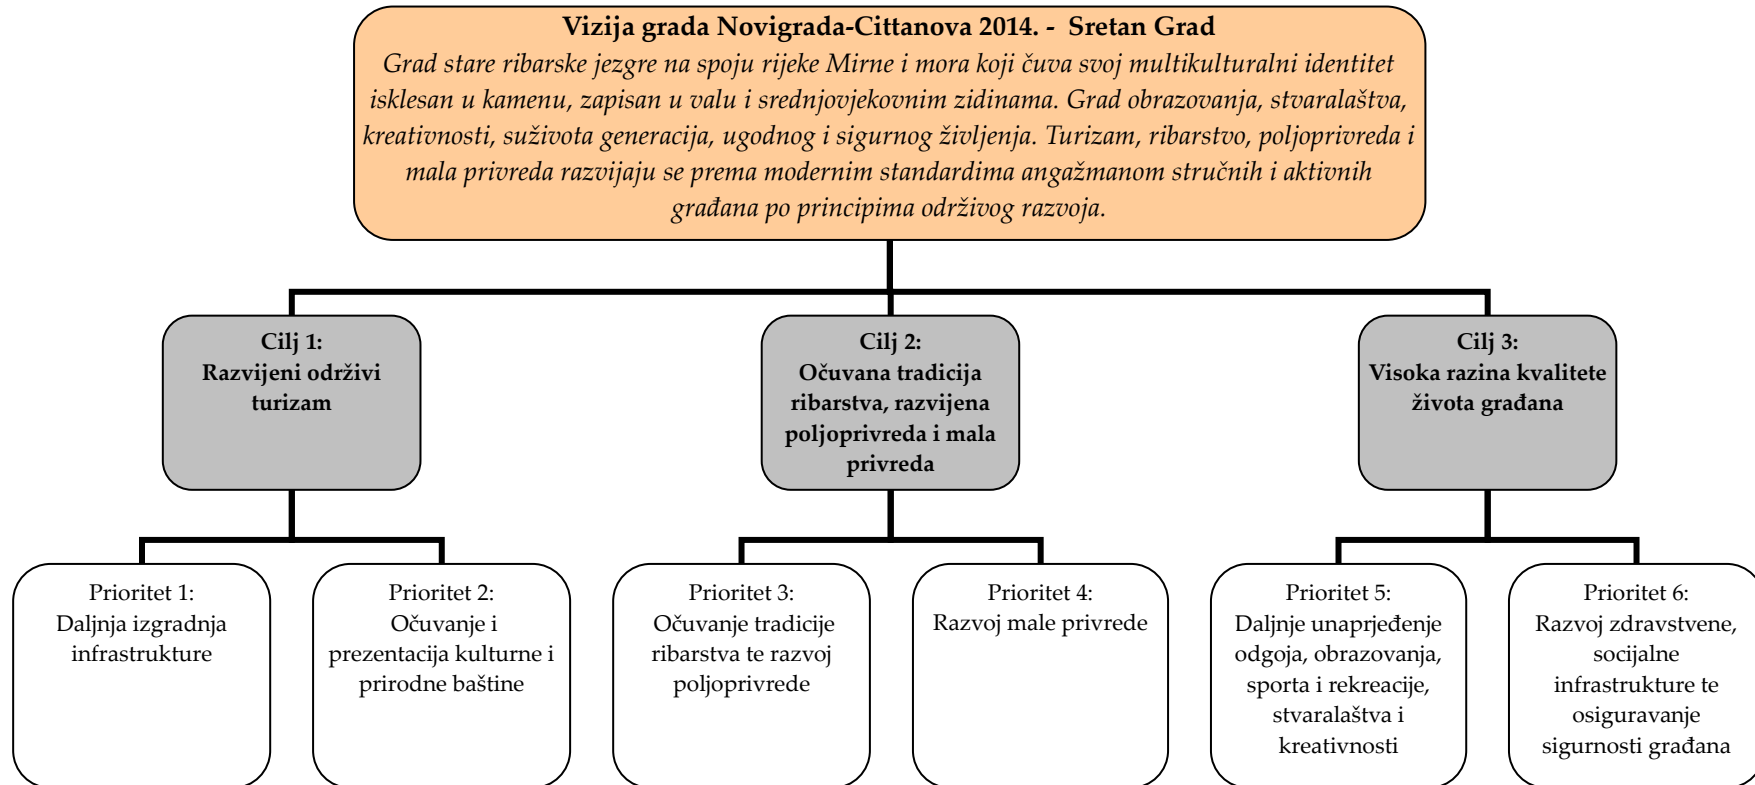 Vizija grada Novigrada-Cittanova 2014. - Sretan Grad
Grad stare ribarske jezgre na spoju rijeke Mirne i mora koji čuva svoj multikulturalni identitet
isklesan u kamenu, zapisan u valu i srednjovjekovnim zidinama. Grad obrazovanja, stvaralaštva,
kreativnosti, suživota generacija, ugodnog i sigurnog življenja. Turizam, ribarstvo, poljoprivreda i
mala privreda razvijaju se prema modernim standardima angažmanom stručnih i aktivnih
građana po principima održivog razvoja.
Cilj 1:
Razvijeni održivi
turizam
Cilj 2:
Očuvana tradicija
ribarstva, razvijena
poljoprivreda i mala
privreda
Cilj 3:
Visoka razina kvalitete
života građana
Prioritet 1:
Daljnja izgradnja
infrastrukture
Prioritet 2:
Očuvanje i
prezentacija kulturne i
prirodne baštine
Prioritet 3:
Očuvanje tradicije
ribarstva te razvoj
poljoprivrede
Prioritet 4:
Razvoj male privrede
Prioritet 5:
Daljnje unaprjeđenje
odgoja, obrazovanja,
sporta i rekreacije,
stvaralaštva i
kreativnosti
Prioritet 6:
Razvoj zdravstvene,
socijalne
infrastrukture te
osiguravanje
sigurnosti građana